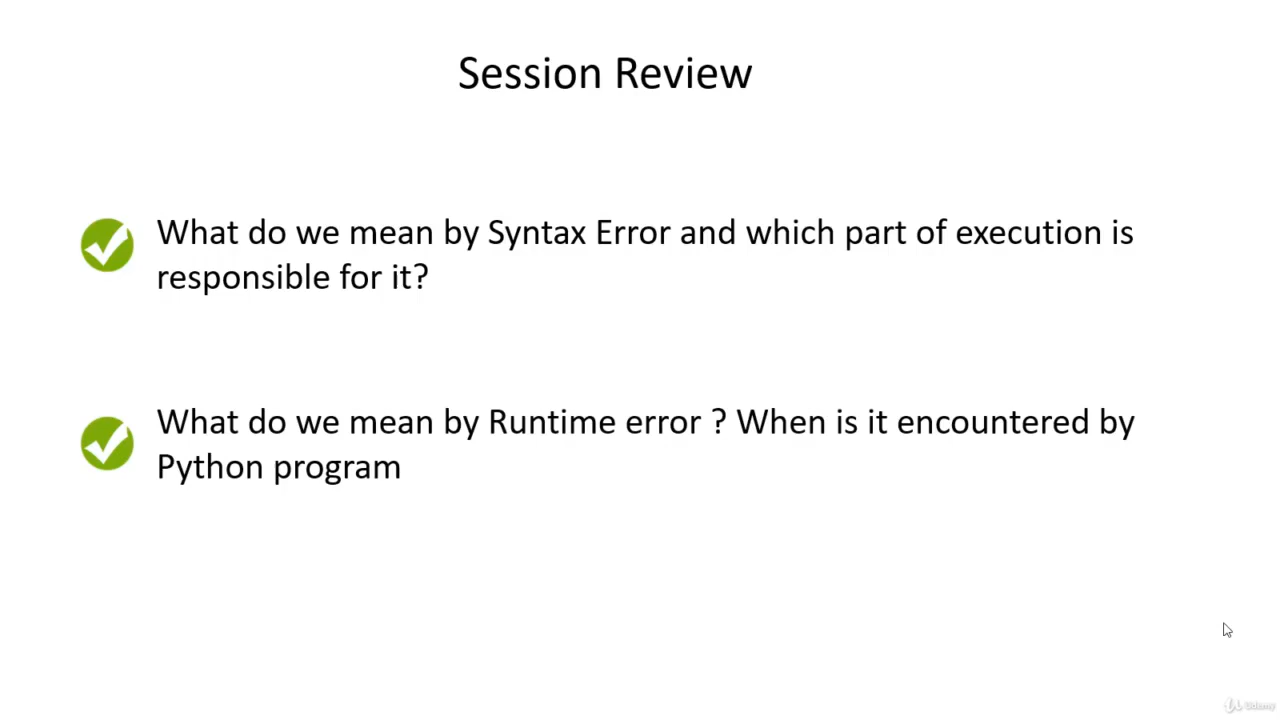 Session Review
What do we mean by Syntax Error and which part of execution is
responsible for it?
What do we mean by Runtime error ? When is it encountered by
Python program
Udemy